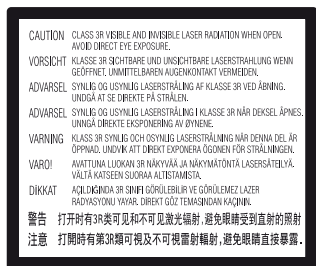 CAUTION CLASS 3R VISIBLE AND INVISIBLE LASER RADIATION WHEN OPEN.
AVOID DIRECT EYE EXPOSURE.
VORSICHT KLASSE 3R SICHTBARE UND UNSICHTBARE LASERSTRAHLUNG WENN
GEÖFFNET. UNMITTELBAREN AUGENKONTAKT VERMEIDEN.
ADVARSEL SYNLIG OG USYNLIG LASERSTRÅLING AF KLASSE 3R VED ÅBNING.
UNDGÅ AT SE DIREKTE PÅ STRÅLEN.
ADVARSEL SYNLIG OG USYNLIG LASERSTRÅLING I KLASSE 3R NÅR DEKSEL ÅPNES.
UNNGÅ DIREKTE EKSPONERING AV ØYNENE.
VARNING KLASS 3R SYNLIG OCH OSYNLIG LASERSTRÅLNING NÄR DENNA DEL ÄR
ÖPPNAD. UNDVIK ATT DIREKT EXPONERA ÖGONEN FÖR STRÅLNINGEN.
VARO! AVATTUNA LUOKAN 3R NÄKYVÄÄ JA NÄKYMÄTÖNTÄ LASERSÄTEILYÄ.
VÄLTÄ KATSEEN SUORAA ALTISTAMISTA.
DİKKAT AÇILDIĞINDA 3R SINIFI GÖRÜLEBİLİR VE GÖRÜLEMEZ LAZER
RADYASYONU YAYAR. DİREKT GÖZ TEMASINDAN KAÇININ.
警告 打开时有3R类可见和不可见激光辐射,避免眼睛受到直射的照射
注意 打開時有第3R類可視及不可視雷射輻射,避免眼睛直接暴露。